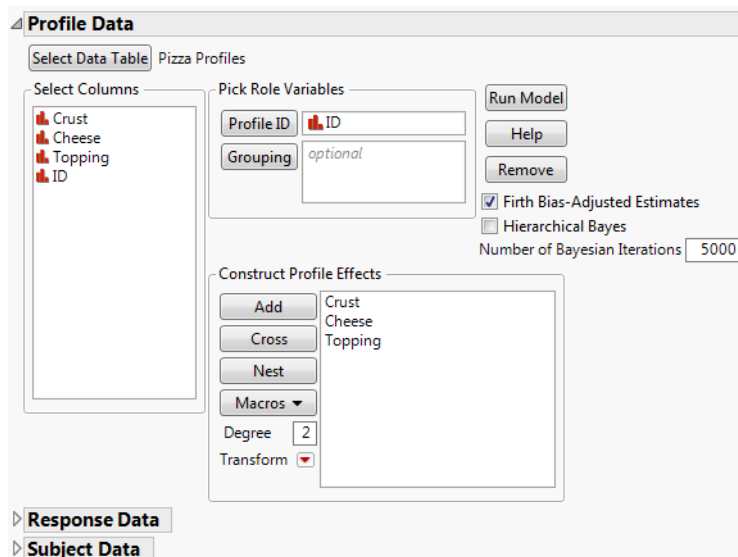 Profile Data
Select Data Table Pizza Profiles
Select Columns
Crust
Cheese
Topping
ID
Pick Role Variables
Profile ID ID
Grouping optional
Run Model
Help
Remove
Firth Bias-Adjusted Estimates
Hierarchical Bayes
Number of Bayesian Iterations 5000
Construct Profile Effects
Add
Cross
Nest
Macros
Degree 2
Transform
Crust
Cheese
Topping
Response Data
Subject Data